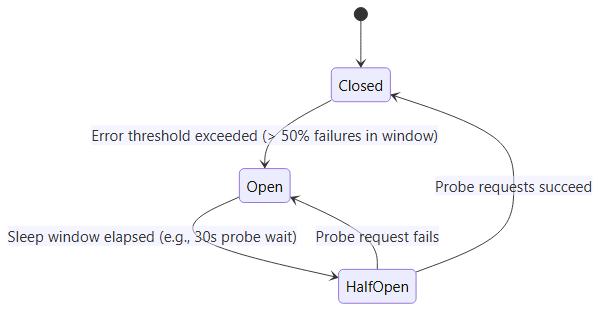 Closed
Error threshold exceeded (> 50% failures in window)
Open
Probe requests succeed
Sleep window elapsed (e.g., 30s probe wait)
Probe request fails
HalfOpen